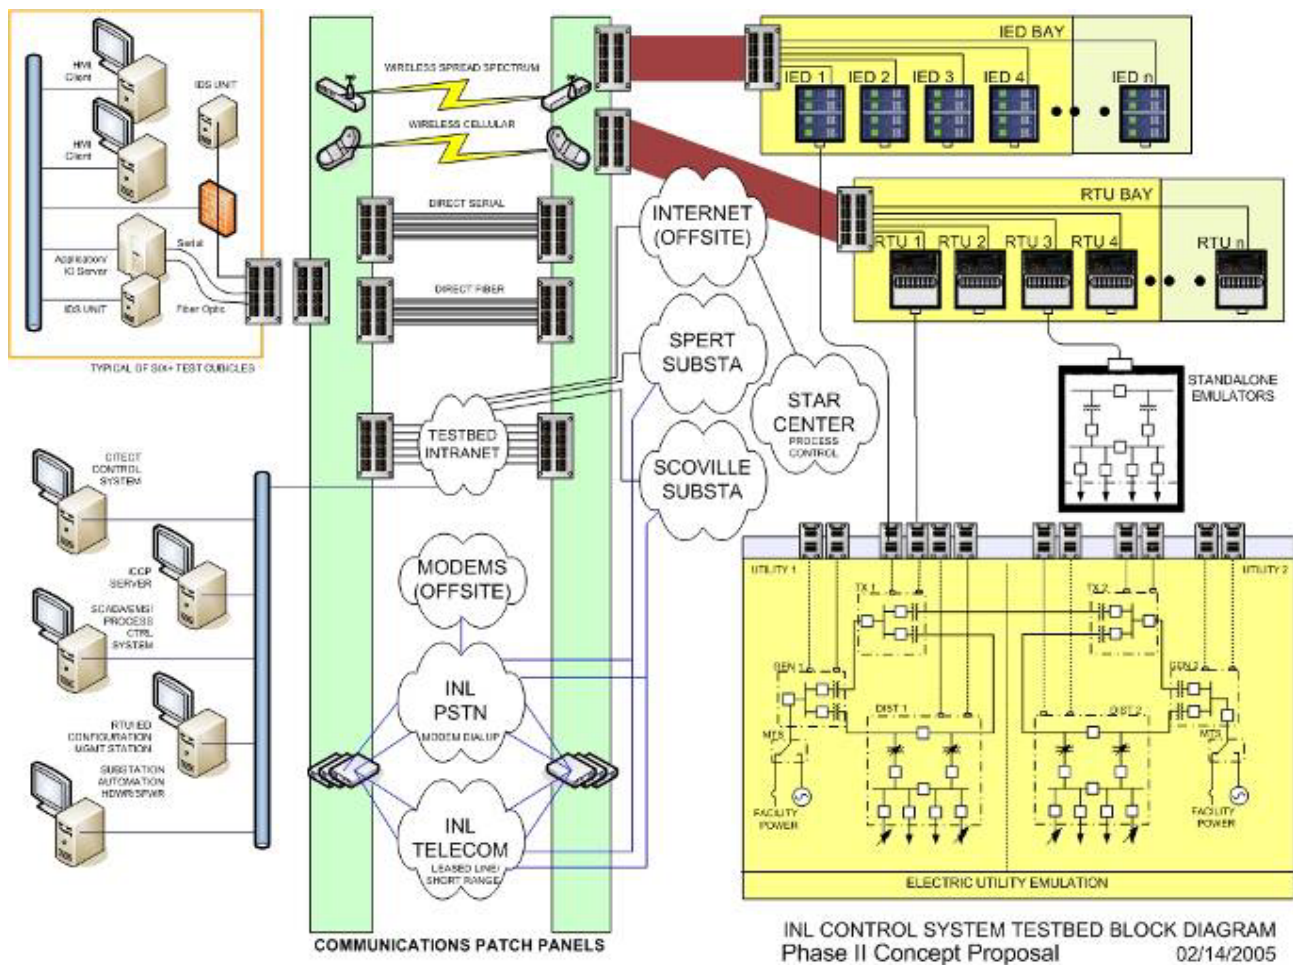 HMI
Client
IDS UNIT
HMI
Client
Application/
IO Server
Serial
IDS UNIT
Fiber Optic
TYPICAL OF SIX+ TEST CUBICLES
WIRELESS SPREAD SPECTRUM
WIRELESS CELLULAR
DIRECT SERIAL
DIRECT FIBER
TESTBED
INTRANET
INTERNET
(OFFSITE)
SPERT
SUBSTA
SCOVILLE
SUBSTA
STAR
CENTER
PROCESS
CONTROL
MODEMS
(OFFSITE)
INL
PSTN
MODEM DIALUP
INL
TELECOM
LEASED LINE/
SHORT RANGE
COMMUNICATIONS PATCH PANELS
CITECT
CONTROL
SYSTEM
ICCP
SERVER
SCADA/EMS/
PROCESS
CTRL
SYSTEM
RTU/IED
CONFIGURATION
MGMT STATION
SUBSTATION
AUTOMATION
HDWR/SFWR
IED BAY
IED 1 IED 2 IED 3 IED 4 IED n
RTU BAY
RTU 1 RTU 2 RTU 3 RTU 4 RTU n
STANDALONE
EMULATORS
UTILITY 1 UTILITY 2
TX 1 TX 2
GEN 1 GEN 2
DIST 1 DIST 2
MTS MTS
FACILITY
POWER
FACILITY
POWER
ELECTRIC UTILITY EMULATION
INL CONTROL SYSTEM TESTBED BLOCK DIAGRAM
Phase II Concept Proposal 02/14/2005